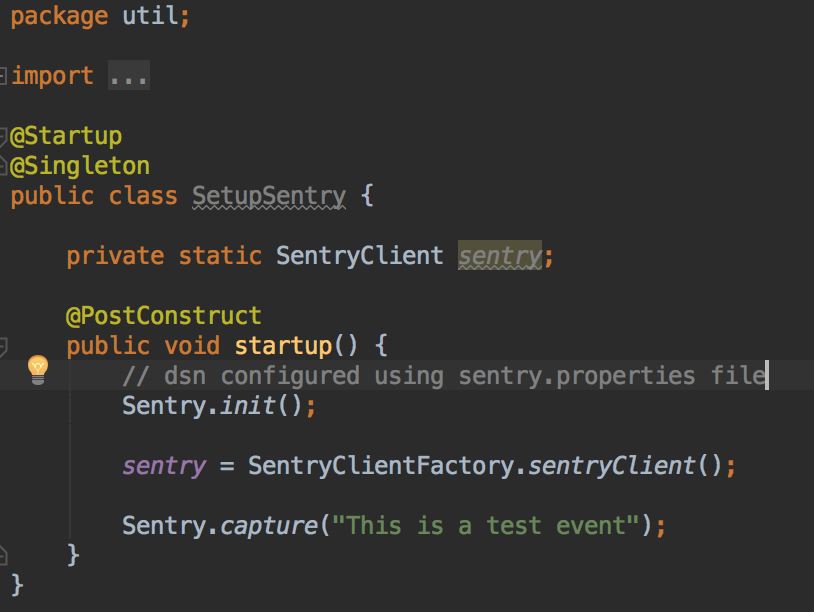 package util;
import ...
@Startup
@Singleton
public class SetupSentry {
private static SentryClient sentry;
@PostConstruct
public void startup() {
// dsn configured using sentry.properties file
Sentry.init();
sentry = SentryClientFactory.sentryClient();
Sentry.capture("This is a test event");
}
}